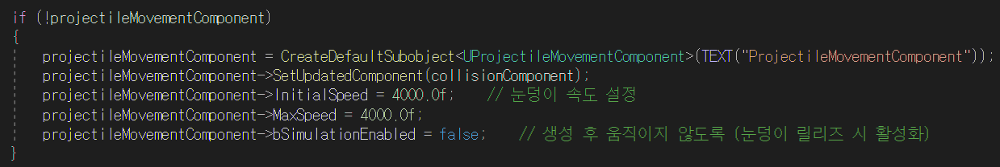 if (!projectileMovementComponent)
{
projectileMovementComponent = CreateDefaultSubobject<UProjectileMovementComponent>(TEXT("ProjectileMovementComponent"));
projectileMovementComponent->SetUpdatedComponent(collisionComponent);
projectileMovementComponent->InitialSpeed = 4000.0f;    // 눈덩이 속도 설정
projectileMovementComponent->MaxSpeed = 4000.0f;
projectileMovementComponent->bSimulationEnabled = false;    // 생성 후 움직이지 않도록 (눈덩이 릴리즈 시 활성화)
}